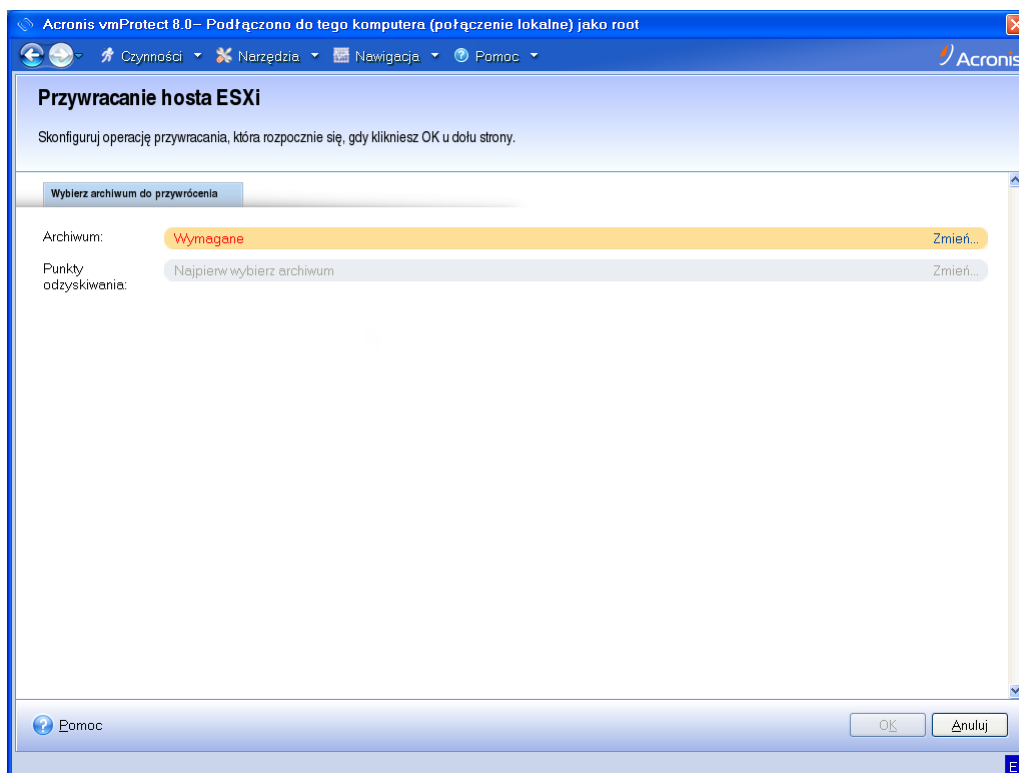 Acronis vmProtect 8.0– Podłączono do tego komputera (połączenie lokalne) jako root
Czynności Narzędzia Nawigacja Pomoc
Acronis
Przywracanie hosta ESXi
Skonfiguruj operację przywracania, która rozpocznie się, gdy klikniesz OK u dołu strony.
Wybierz archiwum do przywrócenia
Archiwum: Wymagane Zmień...
Punkty odzyskiwania: Najpierw wybierz archiwum Zmień...
Pomoc OK Anuluj
E